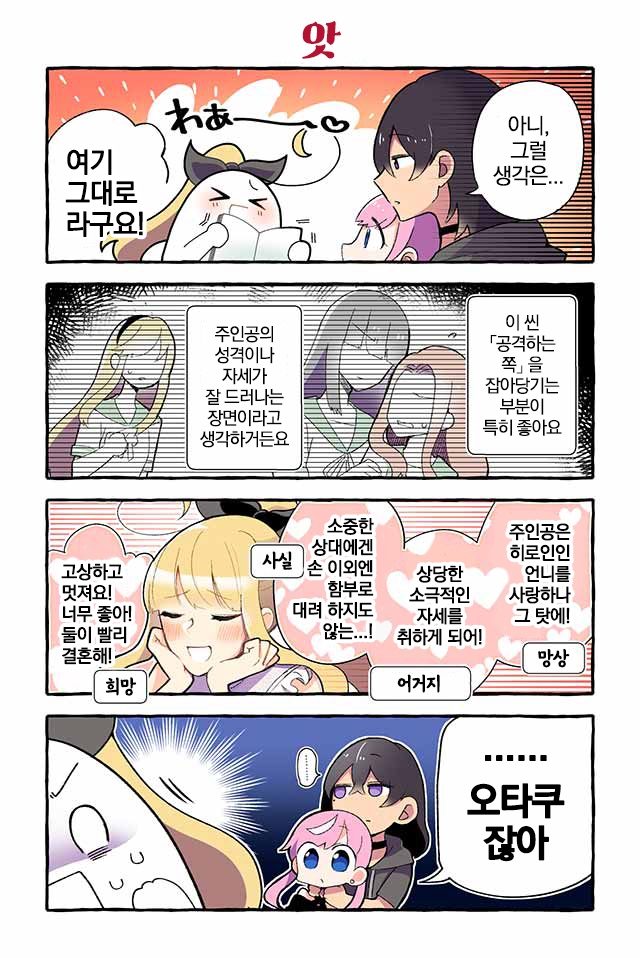 앗
아니,
그럴
생각은...
わぁーー~♡
여기
그대로
라구요!
이 씬
「공격하는
쪽」을
잡아당기는
부분이
특히 좋아요
주인공의
성격이나
자세가
잘 드러나는
장면이라고
생각하거든요
주인공은
히로인인
언니를
사랑하나
그 탓에!
망상
상당한
소극적인
자세를
취하게 되어!
어거지
소중한
상대에겐
손 이외엔
함부로
대려 하지도
않는...!
사실
고상하고
멋져요!
너무 좋아!
둘이 빨리
결혼해!
희망
......
오타쿠
잖아
......